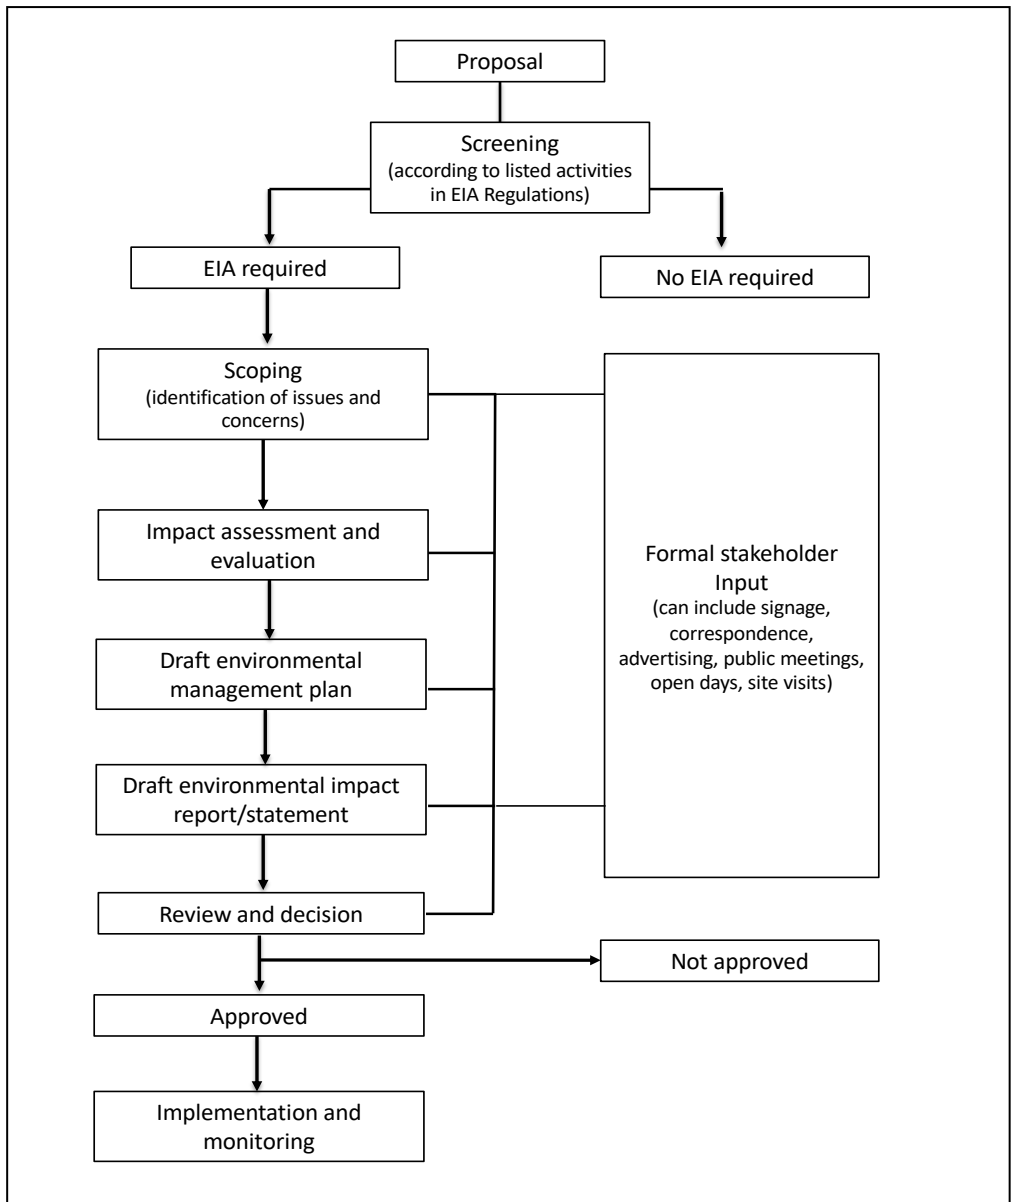 Proposal
Screening
(according to listed activities
in EIA Regulations)
EIA required
No EIA required
Scoping
(identification of issues and
concerns)
Impact assessment and
evaluation
Draft environmental
management plan
Draft environmental impact
report/statement
Review and decision
Formal stakeholder
Input
(can include signage,
correspondence,
advertising, public meetings,
open days, site visits)
Not approved
Approved
Implementation and
monitoring